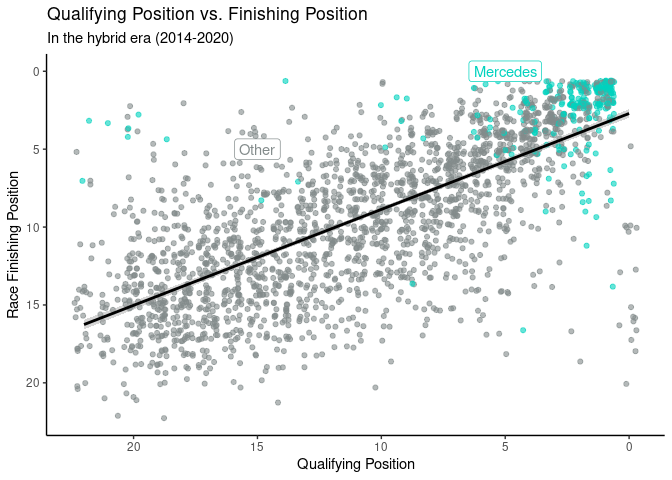 Qualifying Position vs. Finishing Position
In the hybrid era (2014-2020)
Race Finishing Position
0
5
10
15
20
Mercedes
Other
20
15
10
5
0
Qualifying Position